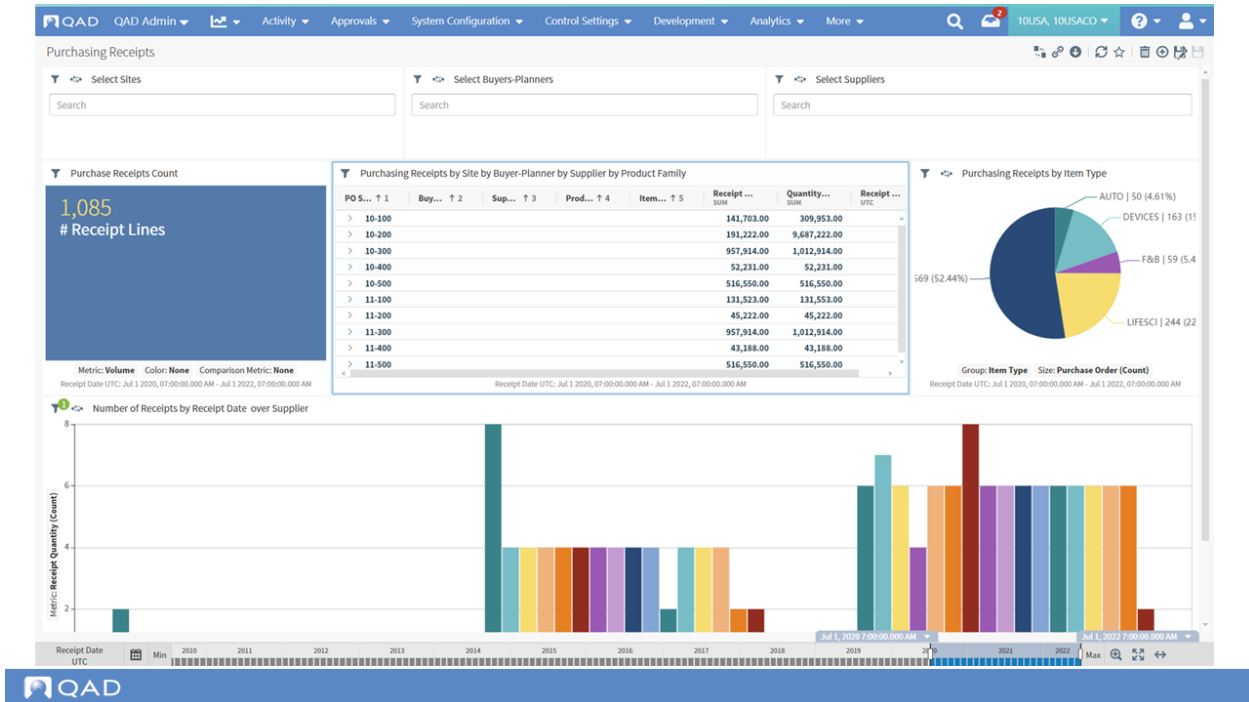 QAD QAD Admin Activity Approvals System Configuration Control Settings Development Analytics More 2 10USA, 10USACO ?
Purchasing Receipts
Select Sites Select Buyers-Planners Select Suppliers
Search Search Search
Purchase Receipts Count
1,085
# Receipt Lines
Metric: Volume Color: None Comparison Metric: None
Receipt Date UTC: Jul 1 2020, 07:00:00.000 AM - Jul 1 2022, 07:00:00.000 AM
Purchasing Receipts by Site by Buyer-Planner by Supplier by Product Family
PO S... ↑ 1 Buy... ↑ 2 Sup... ↑ 3 Prod... ↑ 4 Item... ↑ 5 Receipt ... SUM Quantity... SUM Receipt ... UTC
10-100 141,703.00 309,953.00
10-200 191,222.00 9,687,222.00
10-300 957,914.00 1,012,914.00
10-400 52,231.00 52,231.00
10-500 516,550.00 516,550.00
11-100 131,523.00 131,553.00
11-200 45,222.00 45,222.00
11-300 957,914.00 1,012,914.00
11-400 43,188.00 43,188.00
11-500 516,550.00 516,550.00
Receipt Date UTC: Jul 1 2020, 07:00:00.000 AM - Jul 1 2022, 07:00:00.000 AM
Purchasing Receipts by Item Type
AUTO | 50 (4.61%)
DEVICES | 163 (15
F&B | 59 (5.4
569 (52.44%)
LIFESCI | 244 (22
Group: Item Type Size: Purchase Order (Count)
Receipt Date UTC: Jul 1 2020, 07:00:00.000 AM - Jul 1 2022, 07:00:00.000 AM
1 Number of Receipts by Receipt Date over Supplier
8
6
4
2
Metric: Receipt Quantity (Count)
Jul 1, 2020 7:00:00.000 AM Jul 1, 2022 7:00:00.000 AM
Receipt Date UTC Min 2010 2011 2012 2013 2014 2015 2016 2017 2018 2019 2020 2021 2022 Max
QAD